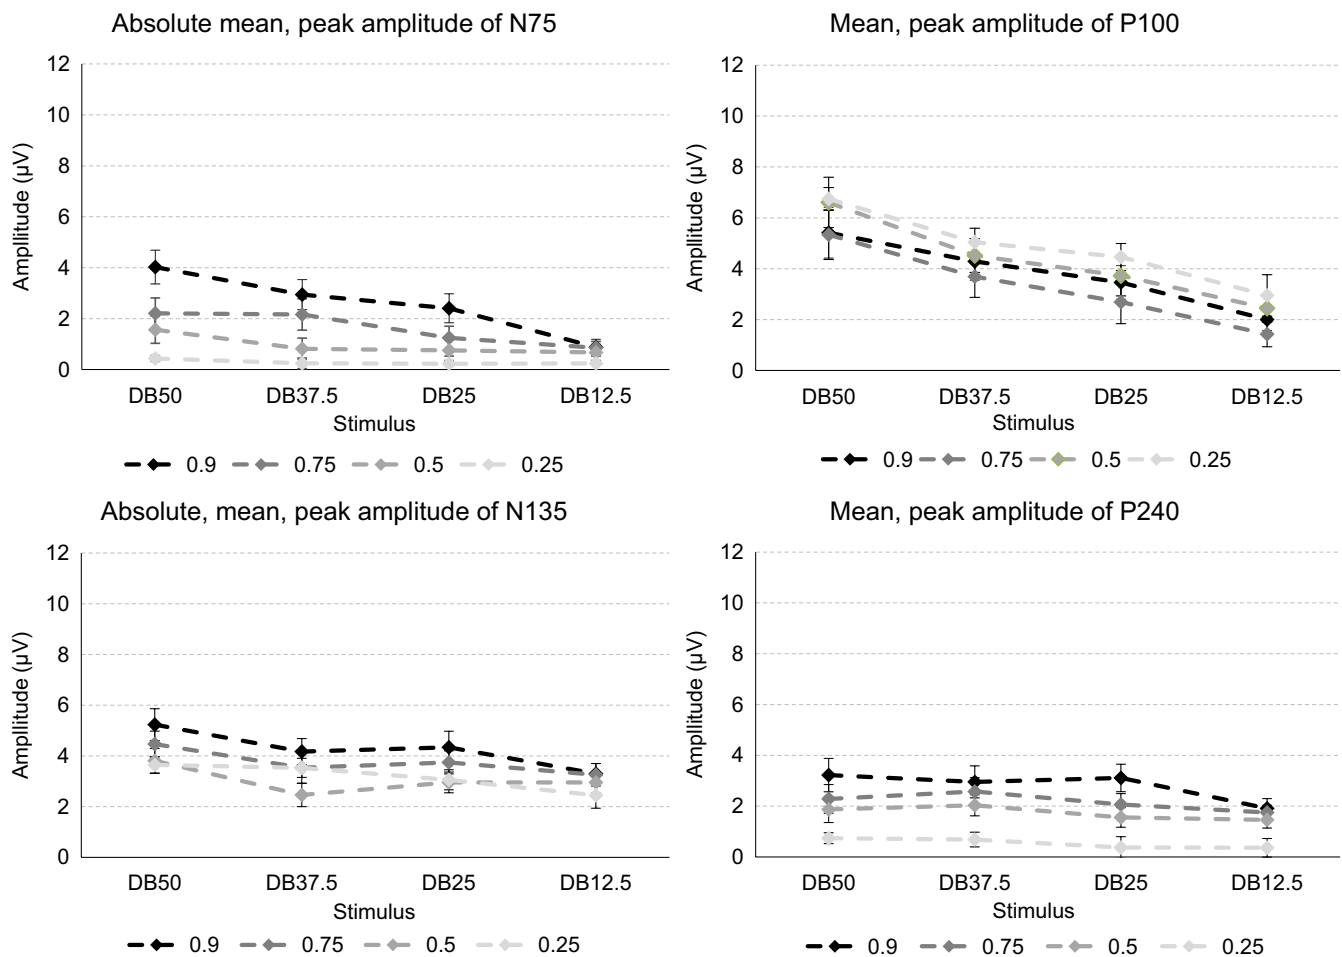 Absolute mean, peak amplitude of N75
12
10
8
6
4
2
0
Ampllitude (µV)
DB50 DB37.5 DB25 DB12.5
Stimulus
0.9 0.75 0.5 0.25
Mean, peak amplitude of P100
12
10
8
6
4
2
0
Ampllitude (µV)
DB50 DB37.5 DB25 DB12.5
Stimulus
0.9 0.75 0.5 0.25
Absolute, mean, peak amplitude of N135
12
10
8
6
4
2
0
Ampllitude (µV)
DB50 DB37.5 DB25 DB12.5
Stimulus
0.9 0.75 0.5 0.25
Mean, peak amplitude of P240
12
10
8
6
4
2
0
Ampllitude (µV)
DB50 DB37.5 DB25 DB12.5
Stimulus
0.9 0.75 0.5 0.25